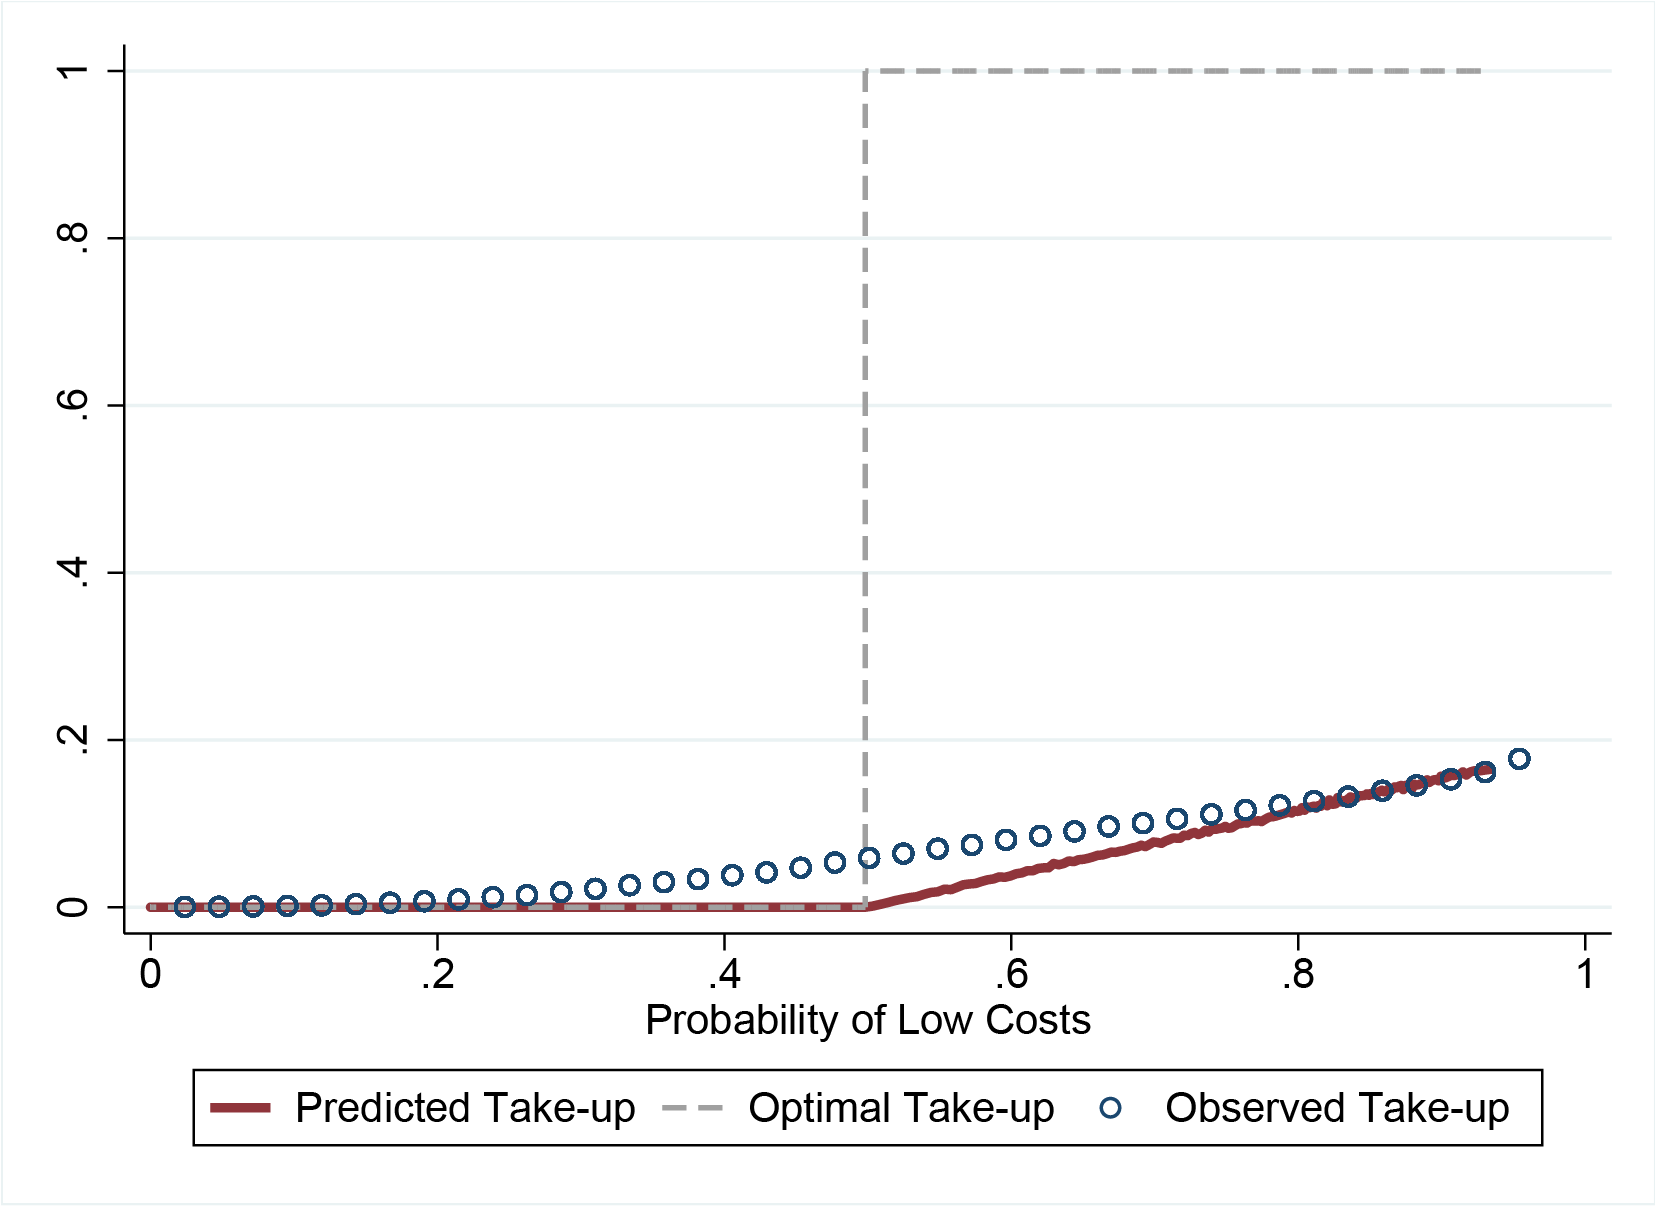 1
.8
.6
.4
.2
0
0 .2 .4 .6 .8 1
Probability of Low Costs
Predicted Take-up Optimal Take-up Observed Take-up